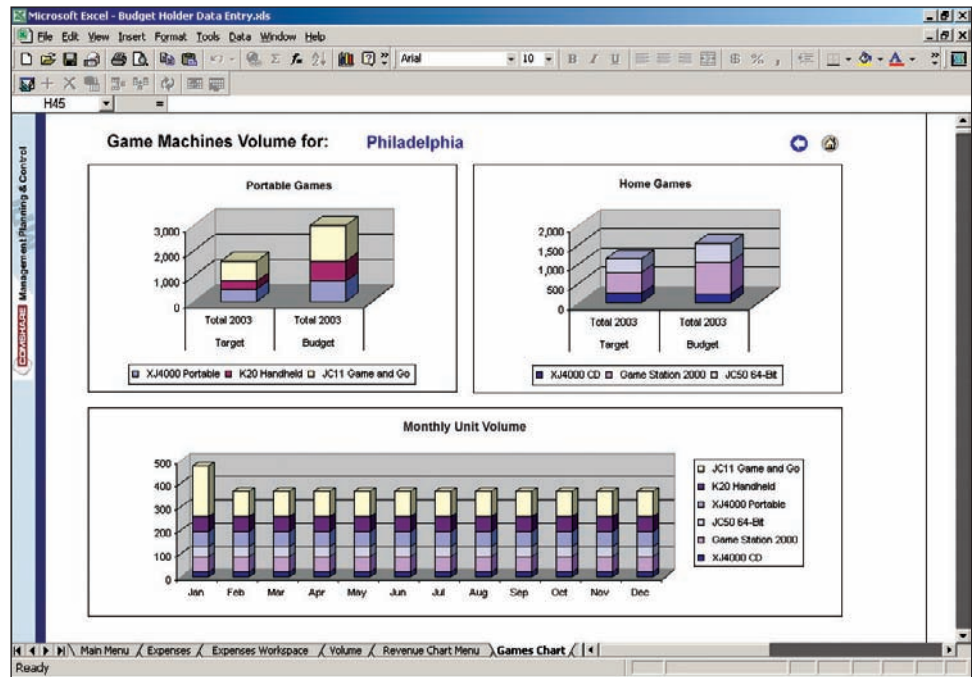 Microsoft Excel - Budget Holder Data Entry.xls
File Edit View Insert Format Tools Data Window Help
Arial 10 B I U $ % ,
H45 =
COMSHARE Management Planning & Control
Game Machines Volume for: Philadelphia
Portable Games
3,000
2,000
1,000
0
Total 2003 Total 2003
Target Budget
XJ4000 Portable K20 Handheld JC11 Game and Go
Home Games
2,000
1,500
1,000
500
0
Total 2003 Total 2003
Target Budget
XJ4000 CD Game Station 2000 JC50 64-Bit
Monthly Unit Volume
500
400
300
200
100
0
Jan Feb Mar Apr May Jun Jul Aug Sep Oct Nov Dec
JC11 Game and Go
K20 Handheld
XJ4000 Portable
JC50 64-Bit
Game Station 2000
XJ4000 CD
Main Menu Expenses Expenses Workspace Volume Revenue Chart Menu Games Chart
Ready